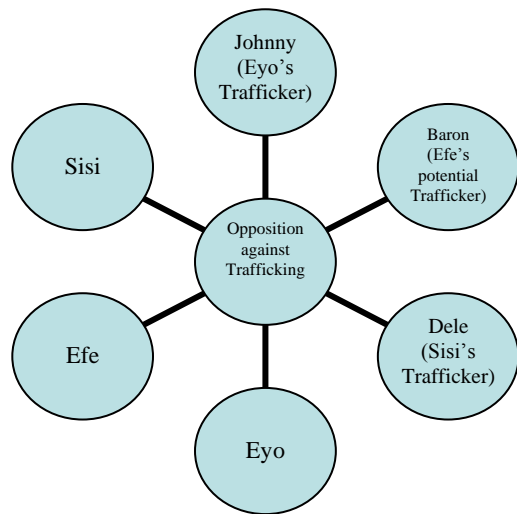 Johnny
(Eyo’s
Trafficker)
Baron
(Efe’s
potential
Trafficker)
Sisi
Opposition
against
Trafficking
Efe
Dele
(Sisi’s
Trafficker)
Eyo